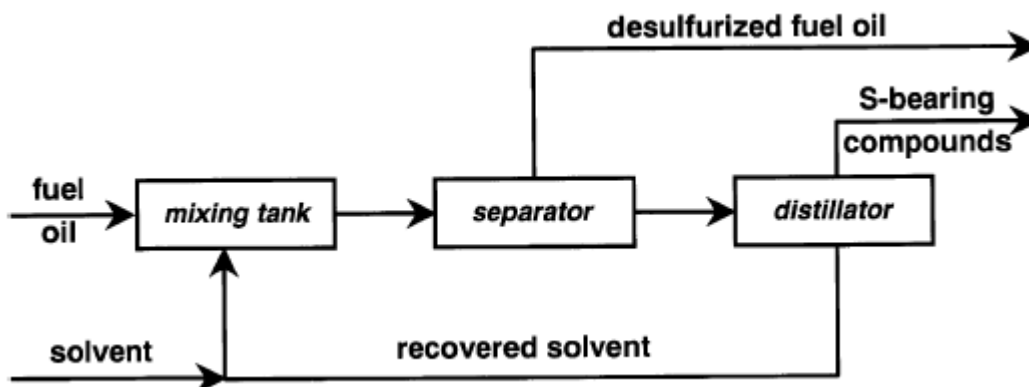 desulfurized fuel oil
S-bearing
compounds
fuel
oil
mixing tank
separator
distillator
solvent
recovered solvent